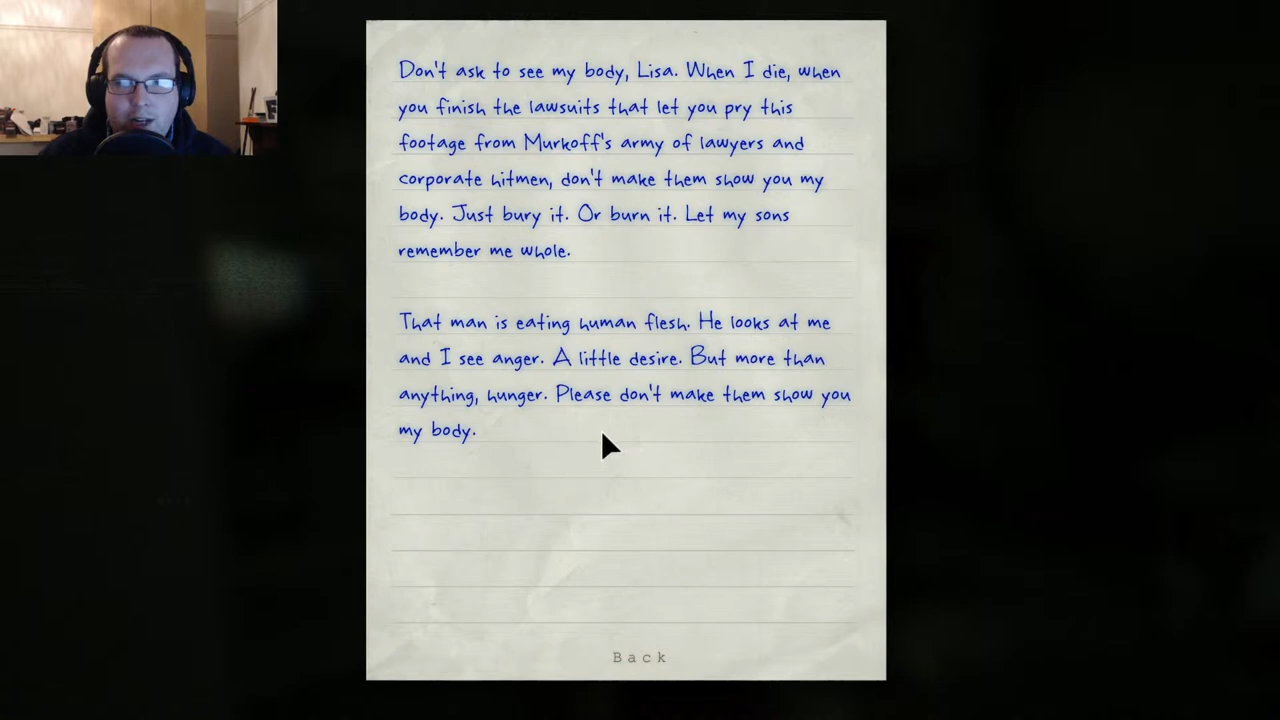 Don't ask to see my body, Lisa. When I die, when
you finish the lawsuits that let you pry this
footage from Murkoff's army of lawyers and
corporate hitmen, don't make them show you my
body. Just bury it. Or burn it. Let my sons
remember me whole.
That man is eating human flesh. He looks at me
and I see anger. A little desire. But more than
anything, hunger. Please don't make them show you
my body.
Back